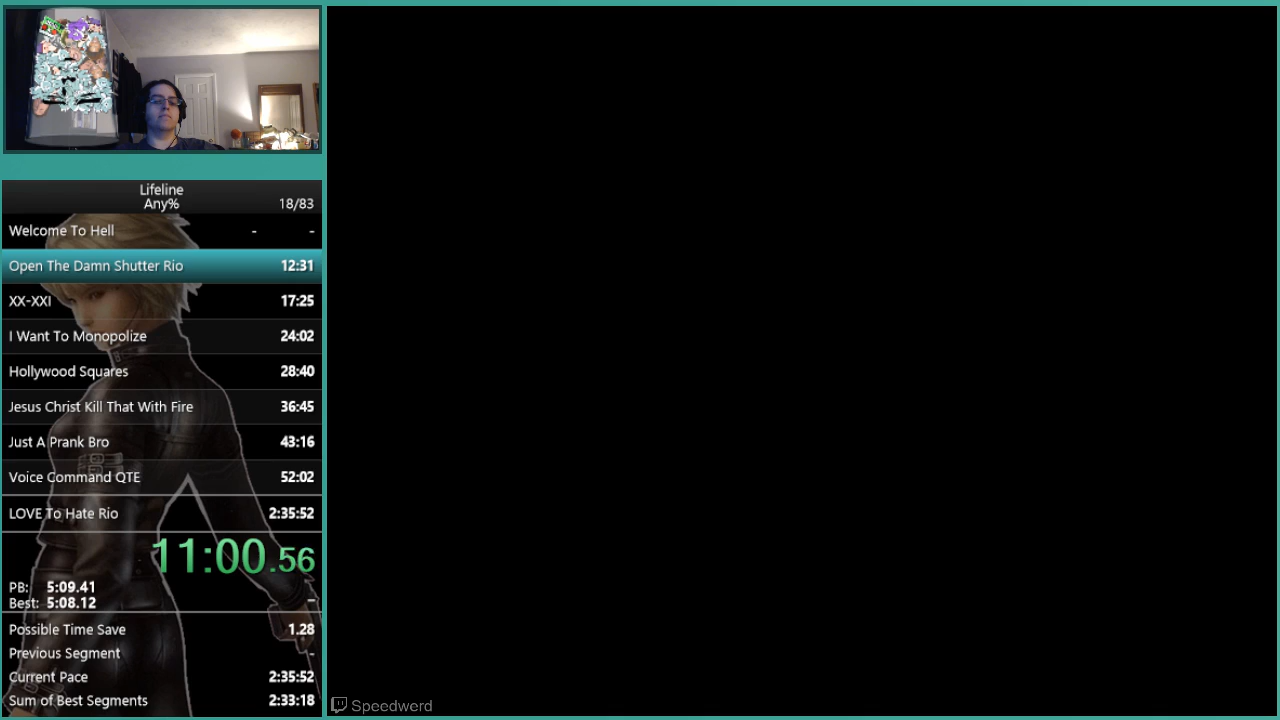 Lifeline
Any%
18/83
Welcome To Hell - -
Open The Damn Shutter Rio 12:31
XX-XXI 17:25
I Want To Monopolize 24:02
Hollywood Squares 28:40
Jesus Christ Kill That With Fire 36:45
Just A Prank Bro 43:16
Voice Command QTE 52:02
LOVE To Hate Rio 2:35:52
11:00.56
PB: 5:09.41
Best: 5:08.12 -
Possible Time Save 1.28
Previous Segment -
Current Pace 2:35:52
Sum of Best Segments 2:33:18
Speedwerd